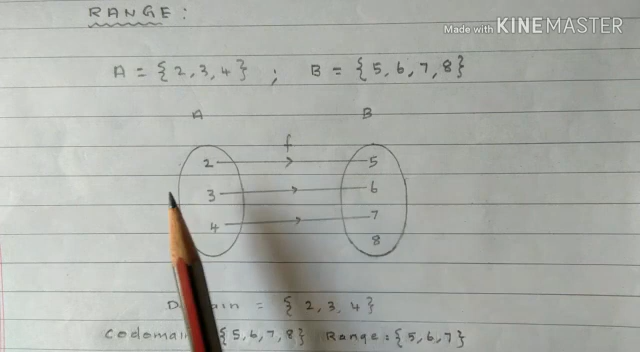 RANGE:
Made with KINEMASTER
A = {2,3,4} ; B = {5,6,7,8}
A B
f
2 5
3 6
4 7
8
= {2,3,4}
Codomain {5,6,7,8} Range:{5,6,7}